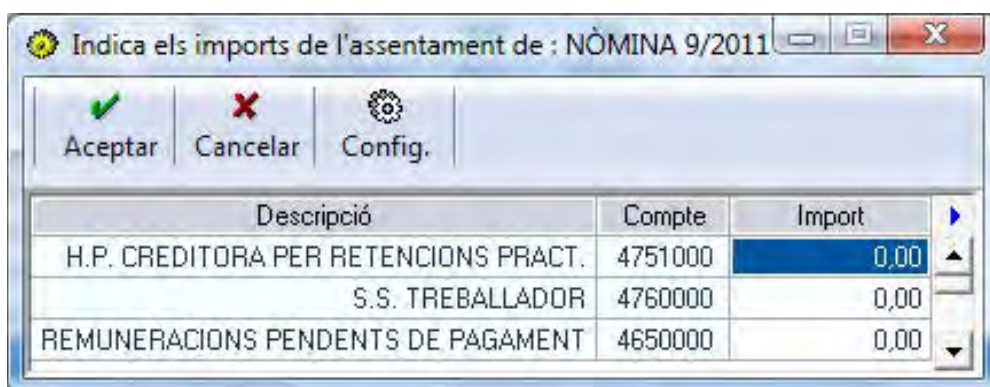 Indica els imports de l'assentament de : NÒMINA 9/2011
Aceptar Cancelar Config.
Descripció Compte Import
H.P. CREDITORA PER RETENCIONS PRACT. 4751000 0,00
S.S. TREBALLADOR 4760000 0,00
REMUNERACIONS PENDENTS DE PAGAMENT 4650000 0,00